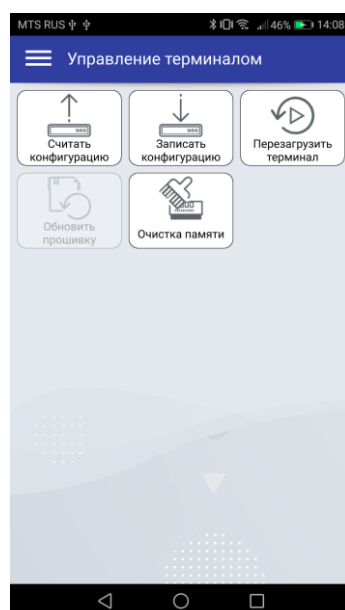 MTS RUS 46% 14:08
Управление терминалом
Считать
конфигурацию
Записать
конфигурацию
Перезагрузить
терминал
Обновить
прошивку
Очистка памяти